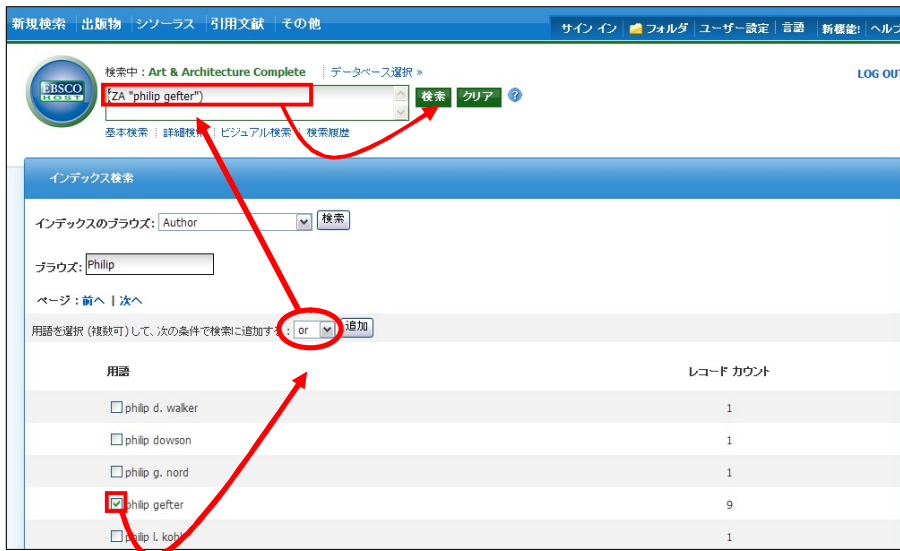 新規検索 出版物 シソーラス 引用文献 その他 サイン イン フォルダ ユーザー設定 言語 新機能! ヘルプ
検索中：Art & Architecture Complete データベース選択 » LOG OUT
EBSCO HOST
(ZA "philip gefter") 検索 クリア ?
基本検索 詳細検索 ビジュアル検索 検索履歴
インデックス検索
インデックスのブラウズ: Author 検索
ブラウズ: Philip
ページ：前へ | 次へ
用語を選択 (複数可) して、次の条件で検索に追加する : or 追加
用語 レコード カウント
philip d. walker 1
philip dowson 1
philip g. nord 1
philip gefter 9
philip l. 1